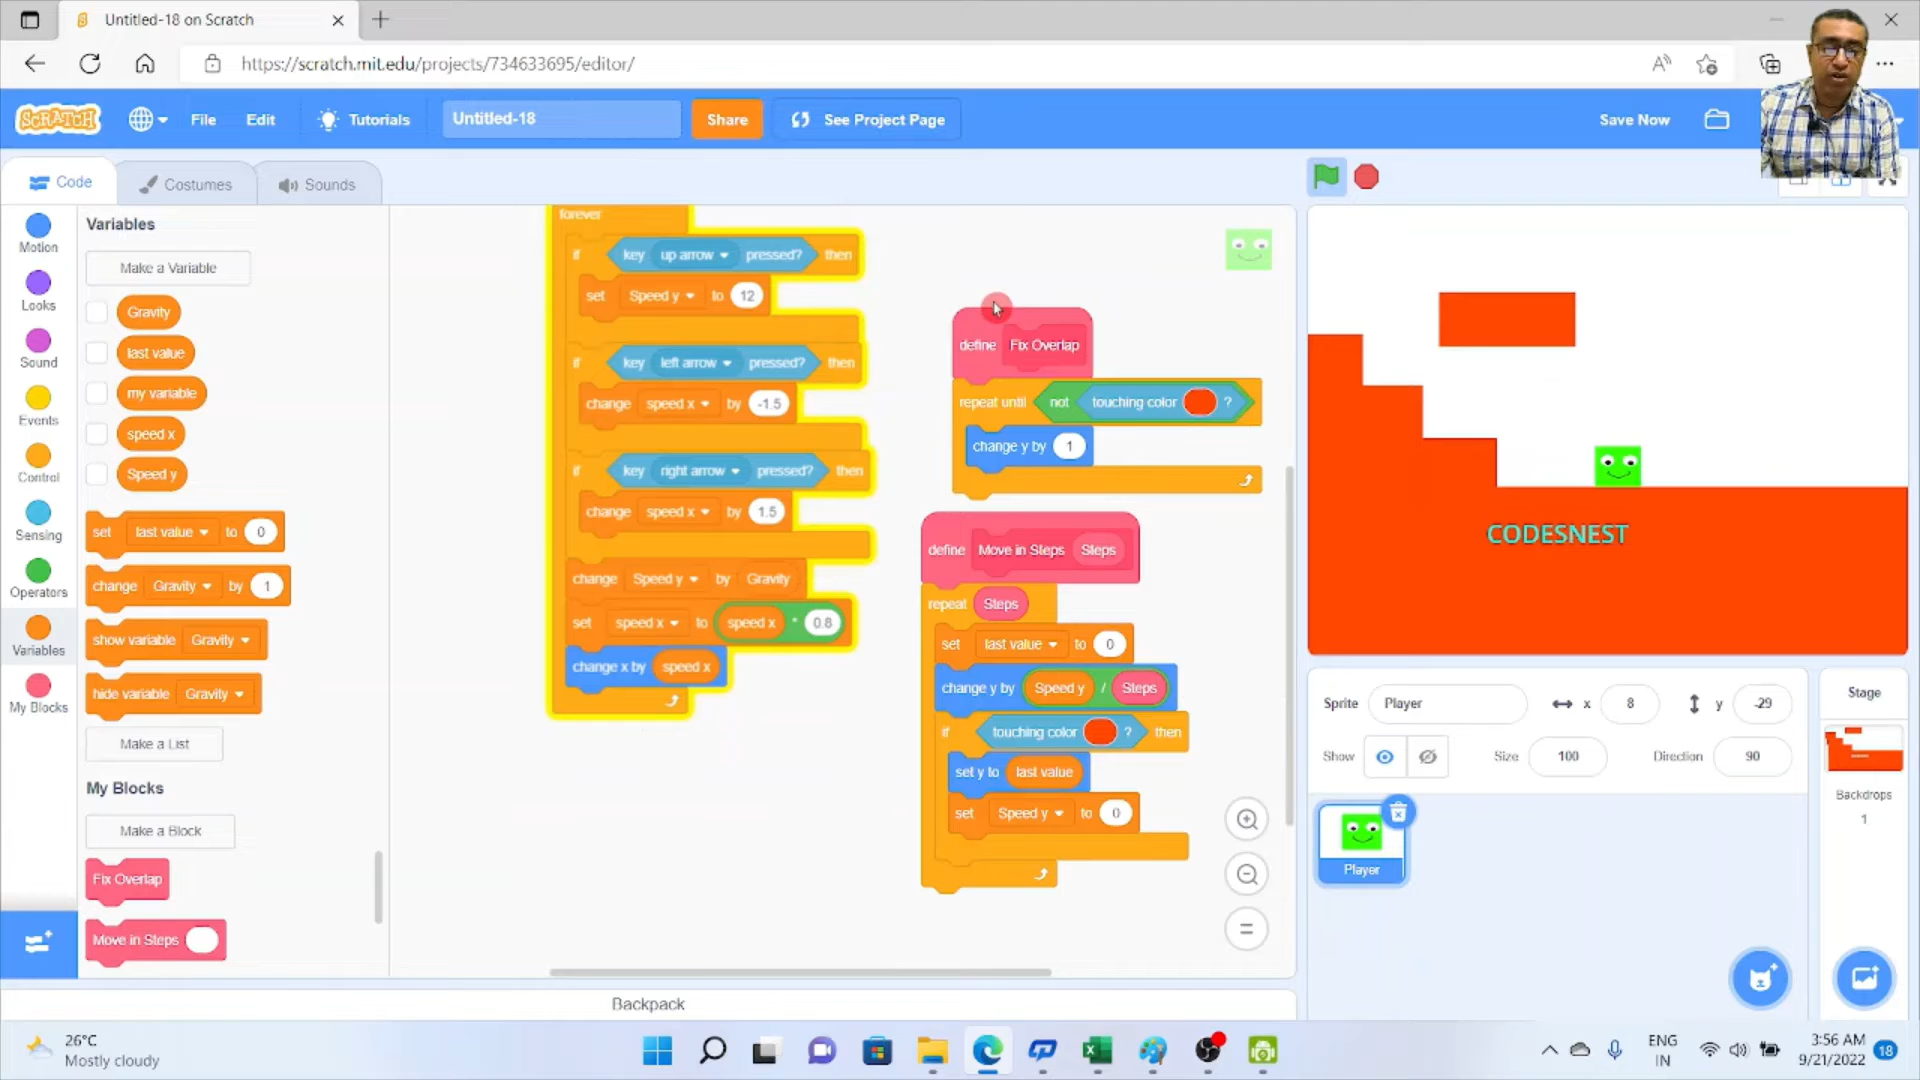 Untitled-18 on Scratch
https://scratch.mit.edu/projects/734633695/editor/
SCRATCH
File
Edit
Tutorials
Untitled-18
Share
See Project Page
Save Now
Code
Costumes
Sounds
Motion
Looks
Sound
Events
Control
Sensing
Operators
Variables
My Blocks
Variables
Make a Variable
Gravity
last value
my variable
speed x
Speed y
set last value to 0
change Gravity by 1
show variable Gravity
hide variable Gravity
Make a List
My Blocks
Make a Block
Fix Overlap
Move in Steps
forever
if key up arrow pressed? then
set Speed y to 12
if key left arrow pressed? then
change speed x by -1.5
if key right arrow pressed? then
change speed x by 1.5
change Speed y by Gravity
set speed x to speed x * 0.8
change x by speed x
define Fix Overlap
repeat until not touching color ?
change y by 1
define Move in Steps Steps
repeat Steps
set last value to 0
change y by Speed y / Steps
if touching color ? then
set y to last value
set Speed y to 0
Backpack
CODESNEST
Sprite Player x 8 y -29
Show Size 100 Direction 90
Player
Stage
Backdrops
1
26°C
Mostly cloudy
ENG
IN
3:56 AM
9/21/2022
18